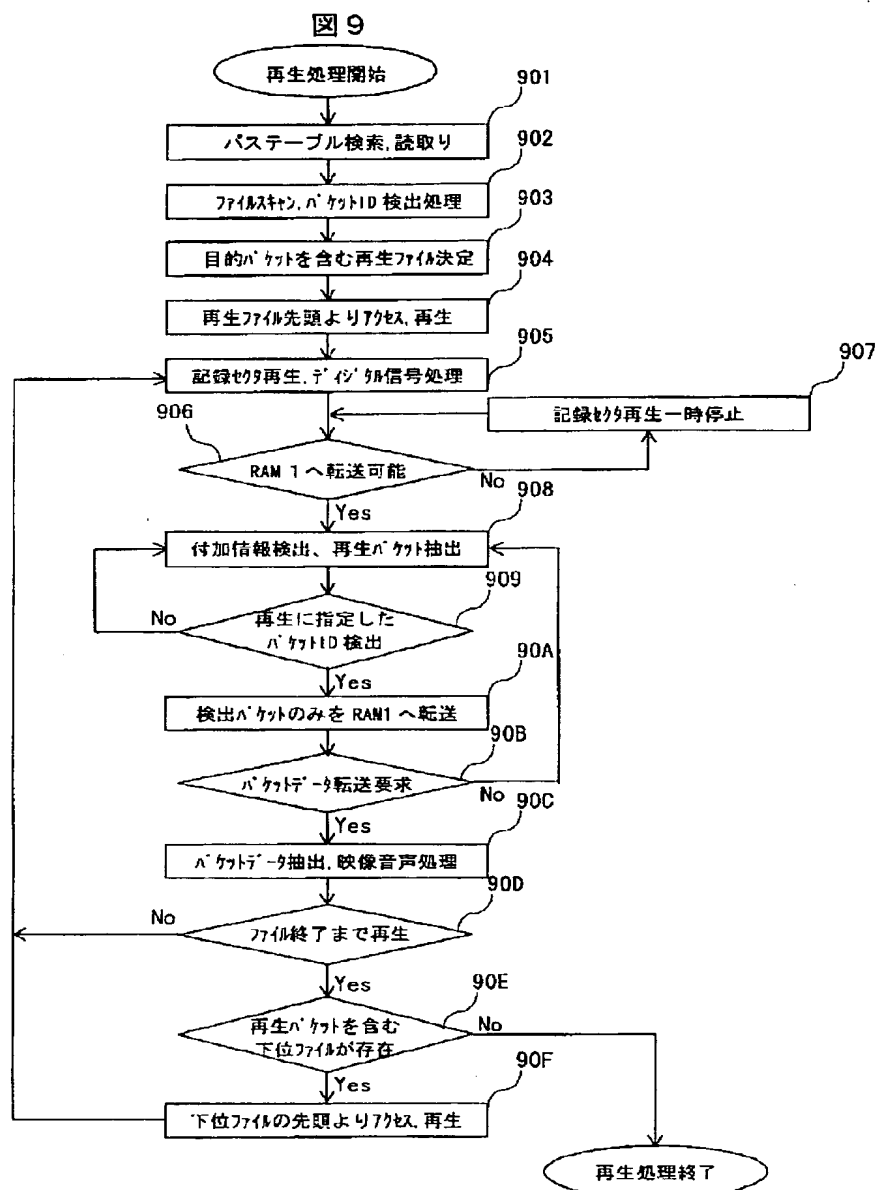 図9
再生処理開始
901
パステーブル検索,読取り
902
ファイルスキャン,パケットID検出処理
903
目的パケットを含む再生ファイル決定
904
再生ファイル先頭よりアクセス,再生
905
記録セクタ再生,ディジタル信号処理
907
記録セクタ再生一時停止
906
RAM 1 へ転送可能
No
Yes
908
付加情報検出、再生パケット抽出
909
再生に指定した
パケットID検出
No
Yes
90A
検出パケットのみを RAM1 へ転送
90B
パケットデータ転送要求
No
Yes
90C
パケットデータ抽出,映像音声処理
90D
No
ファイル終了まで再生
Yes
90E
再生パケットを含む
下位ファイルが存在
No
Yes
90F
下位ファイルの先頭よりアクセス,再生
再生処理終了